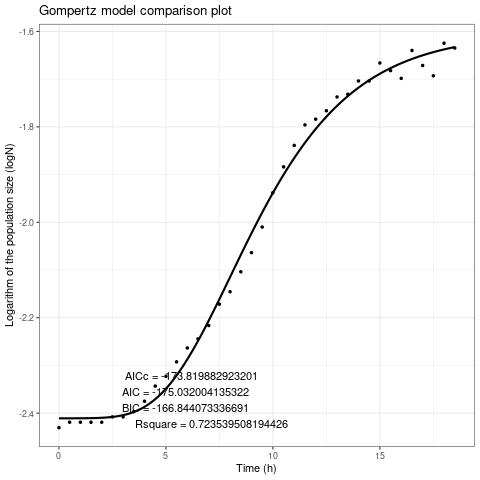 Gompertz model comparison plot
Logarithm of the population size (logN)
-1.6
-1.8
-2.0
-2.2
-2.4
AICc = -173.819882923201
AIC = -175.032004135322
BIC = -166.844073336691
Rsquare = 0.723539508194426
0
5
10
15
Time (h)